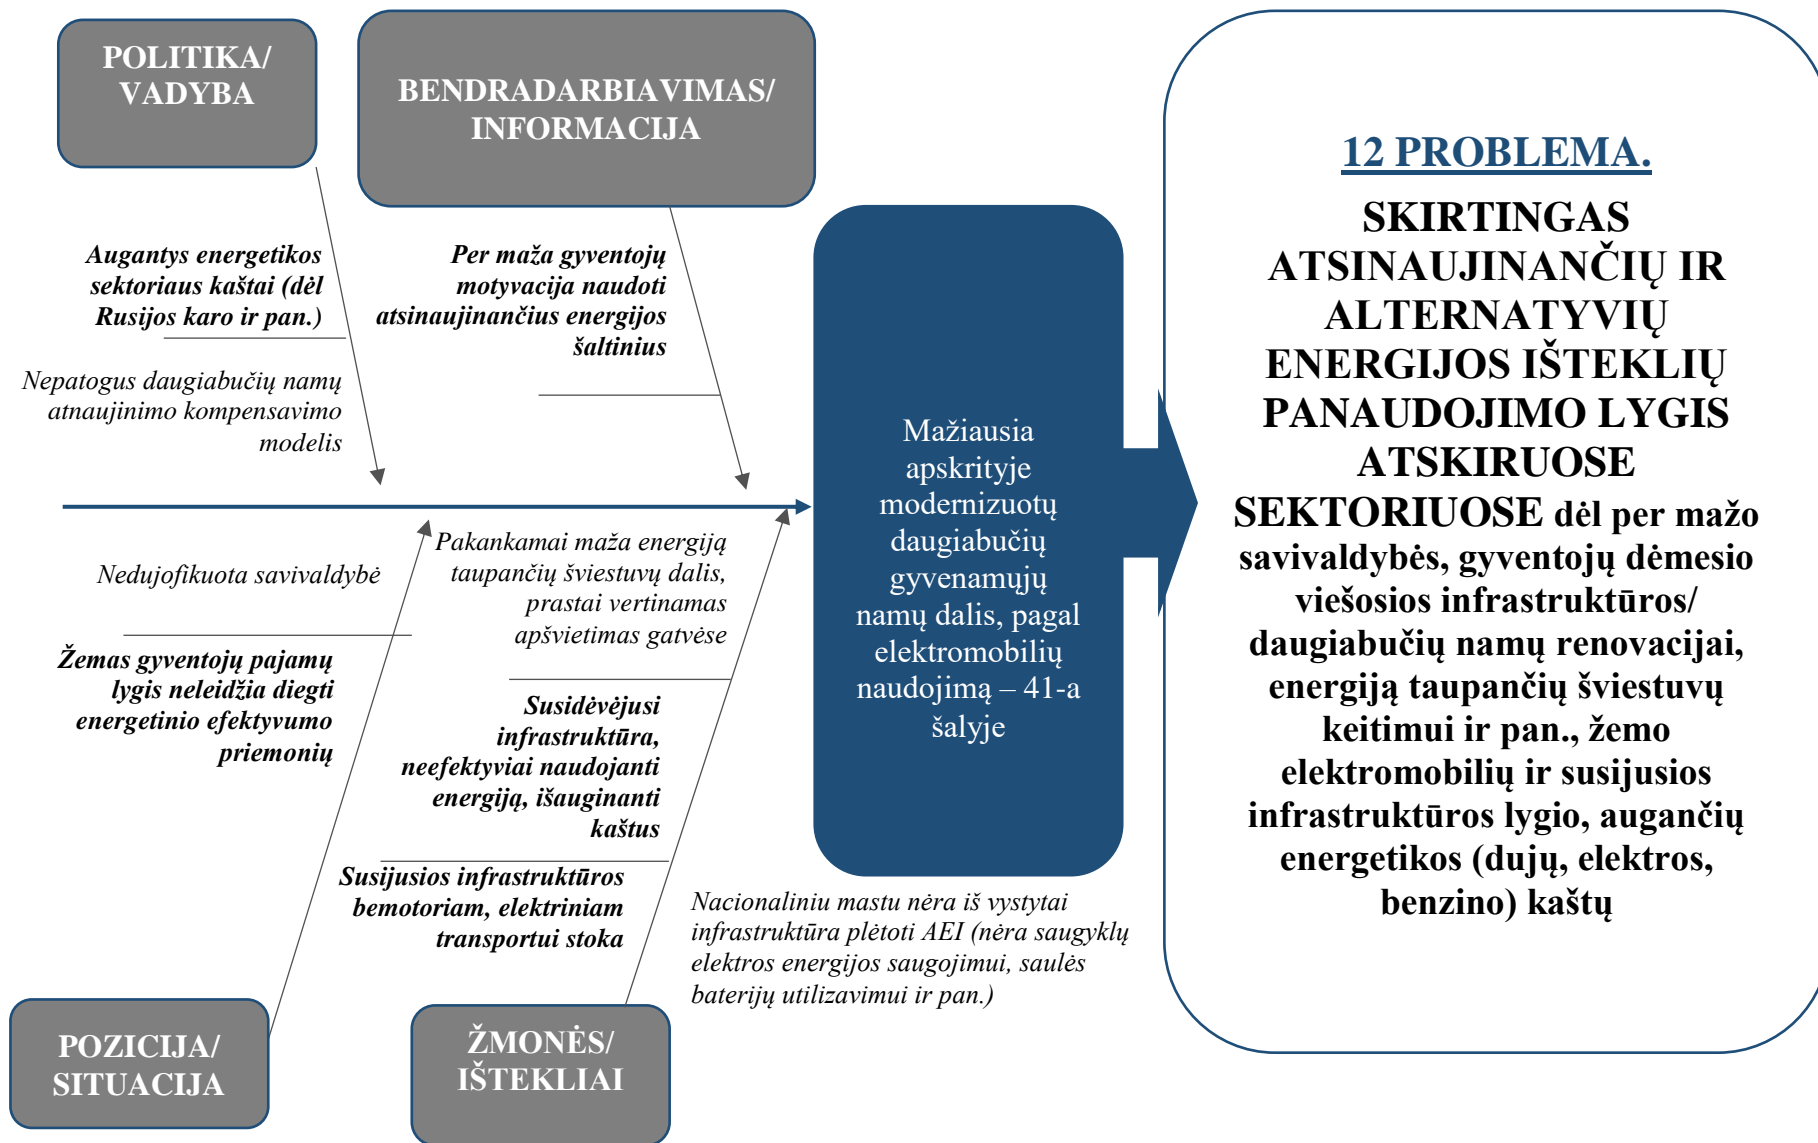 POLITIKA/
VADYBA
BENDRADARBIAVIMAS/
INFORMACIJA
Augantys energetikos
sektoriaus kaštai (dėl
Rusijos karo ir pan.)
Nepatogus daugiabučių namų
atnaujinimo kompensavimo
modelis
Per maža gyventojų
motyvacija naudoti
atsinaujinančius energijos
šaltinius
Nedujofikuota savivaldybė
Žemas gyventojų pajamų
lygis neleidžia diegti
energetinio efektyvumo
priemonių
Pakankamai maža energiją
taupančių šviestuvų dalis,
prastai vertinamas
apšvietimas gatvėse
Susidėvėjusi
infrastruktūra,
neefektyviai naudojanti
energiją, išauginanti
kaštus
Susijusios infrastruktūros
bemotoriam, elektriniam
transportui stoka
Nacionaliniu mastu nėra iš vystytai
infrastruktūra plėtoti AEI (nėra saugyklų
elektros energijos saugojimui, saulės
baterijų utilizavimui ir pan.)
POZICIJA/
SITUACIJA
ŽMONĖS/
IŠTEKLIAI
Mažiausia
apskrityje
modernizuotų
daugiabučių
gyvenamųjų
namų dalis, pagal
elektromobilių
naudojimą – 41-a
šalyje
12 PROBLEMA.
SKIRTINGAS
ATSINAUJINANČIŲ IR
ALTERNATYVIŲ
ENERGIJOS IŠTEKLIŲ
PANAUDOJIMO LYGIS
ATSKIRUOSE
SEKTORIUOSE dėl per mažo
savivaldybės, gyventojų dėmesio
viešosios infrastruktūros/
daugiabučių namų renovacijai,
energiją taupančių šviestuvų
keitimui ir pan., žemo
elektromobilių ir susijusios
infrastruktūros lygio, augančių
energetikos (dujų, elektros,
benzino) kaštų